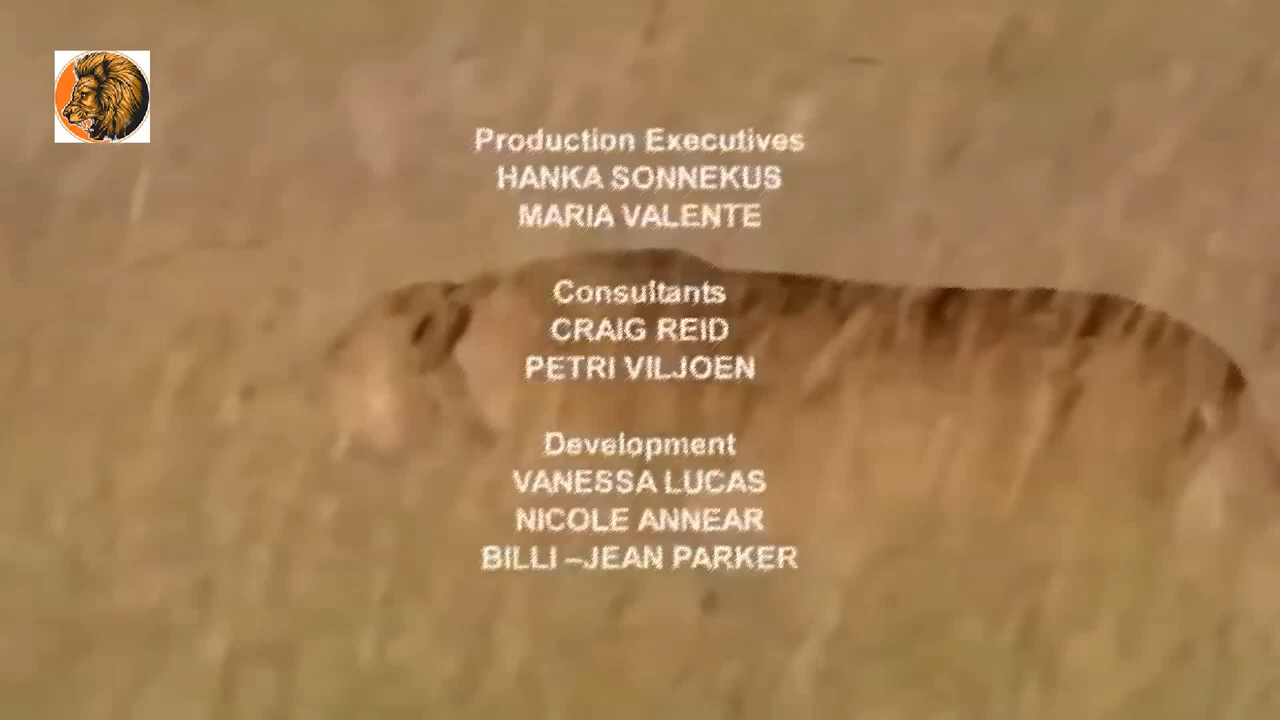 Production Executives
HANKA SONNEKUS
MARIA VALENTE
Consultants
CRAIG REID
PETRI VILJOEN
Development
VANESSA LUCAS
NICOLE ANNEAR
BILLI –JEAN PARKER